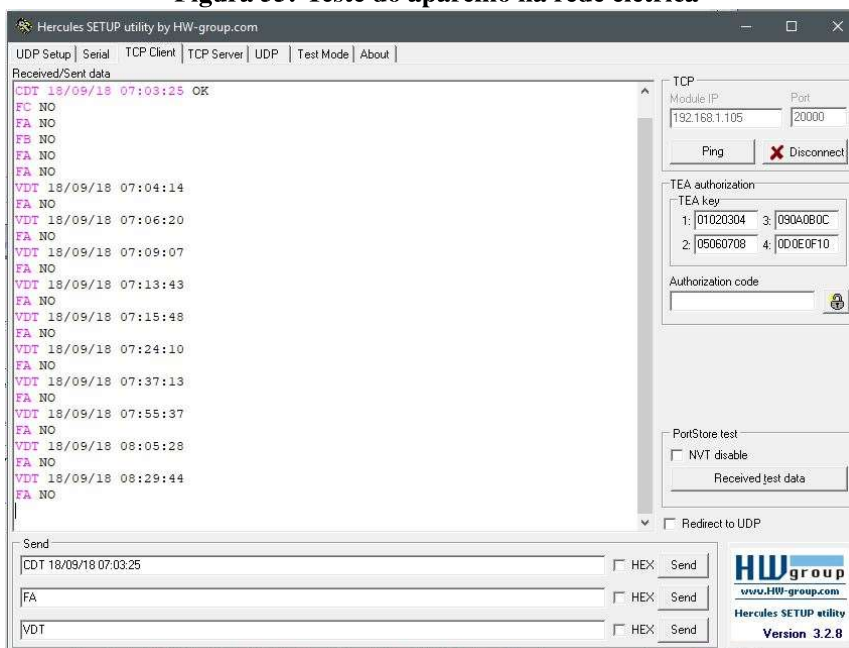 Figura 35: Teste do aparelho na rede elétrica
Hercules SETUP utility by HW-group.com
UDP Setup Serial TCP Client TCP Server UDP Test Mode About
Received/Sent data
CDT 18/09/18 07:03:25 OK
FC NO
FA NO
FB NO
FA NO
FA NO
VDT 18/09/18 07:04:14
FA NO
VDT 18/09/18 07:06:20
FA NO
VDT 18/09/18 07:09:07
FA NO
VDT 18/09/18 07:13:43
FA NO
VDT 18/09/18 07:15:48
FA NO
VDT 18/09/18 07:24:10
FA NO
VDT 18/09/18 07:37:13
FA NO
VDT 18/09/18 07:55:37
FA NO
VDT 18/09/18 08:05:28
FA NO
VDT 18/09/18 08:29:44
FA NO
TCP
Module IP Port
192.168.1.105 20000
Ping Disconnect
TEA authorization
TEA key
1: 01020304 3: 090A0B0C
2: 05060708 4: 0D0E0F10
Authorization code
PortStore test
NVT disable
Received test data
Redirect to UDP
Send
CDT 18/09/18 07:03:25 HEX Send
FA HEX Send
VDT HEX Send
HW group
www.HW-group.com
Hercules SETUP utility
Version 3.2.8